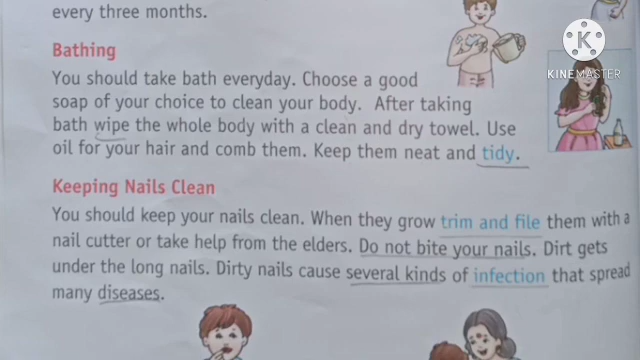 every three months.
Bathing
You should take bath everyday. Choose a good
soap of your choice to clean your body. After taking
bath wipe the whole body with a clean and dry towel. Use
oil for your hair and comb them. Keep them neat and tidy.
Keeping Nails Clean
You should keep your nails clean. When they grow trim and file them with a
nail cutter or take help from the elders. Do not bite your nails. Dirt gets
under the long nails. Dirty nails cause several kinds of infection that spread
many diseases.
K
KINEMASTER